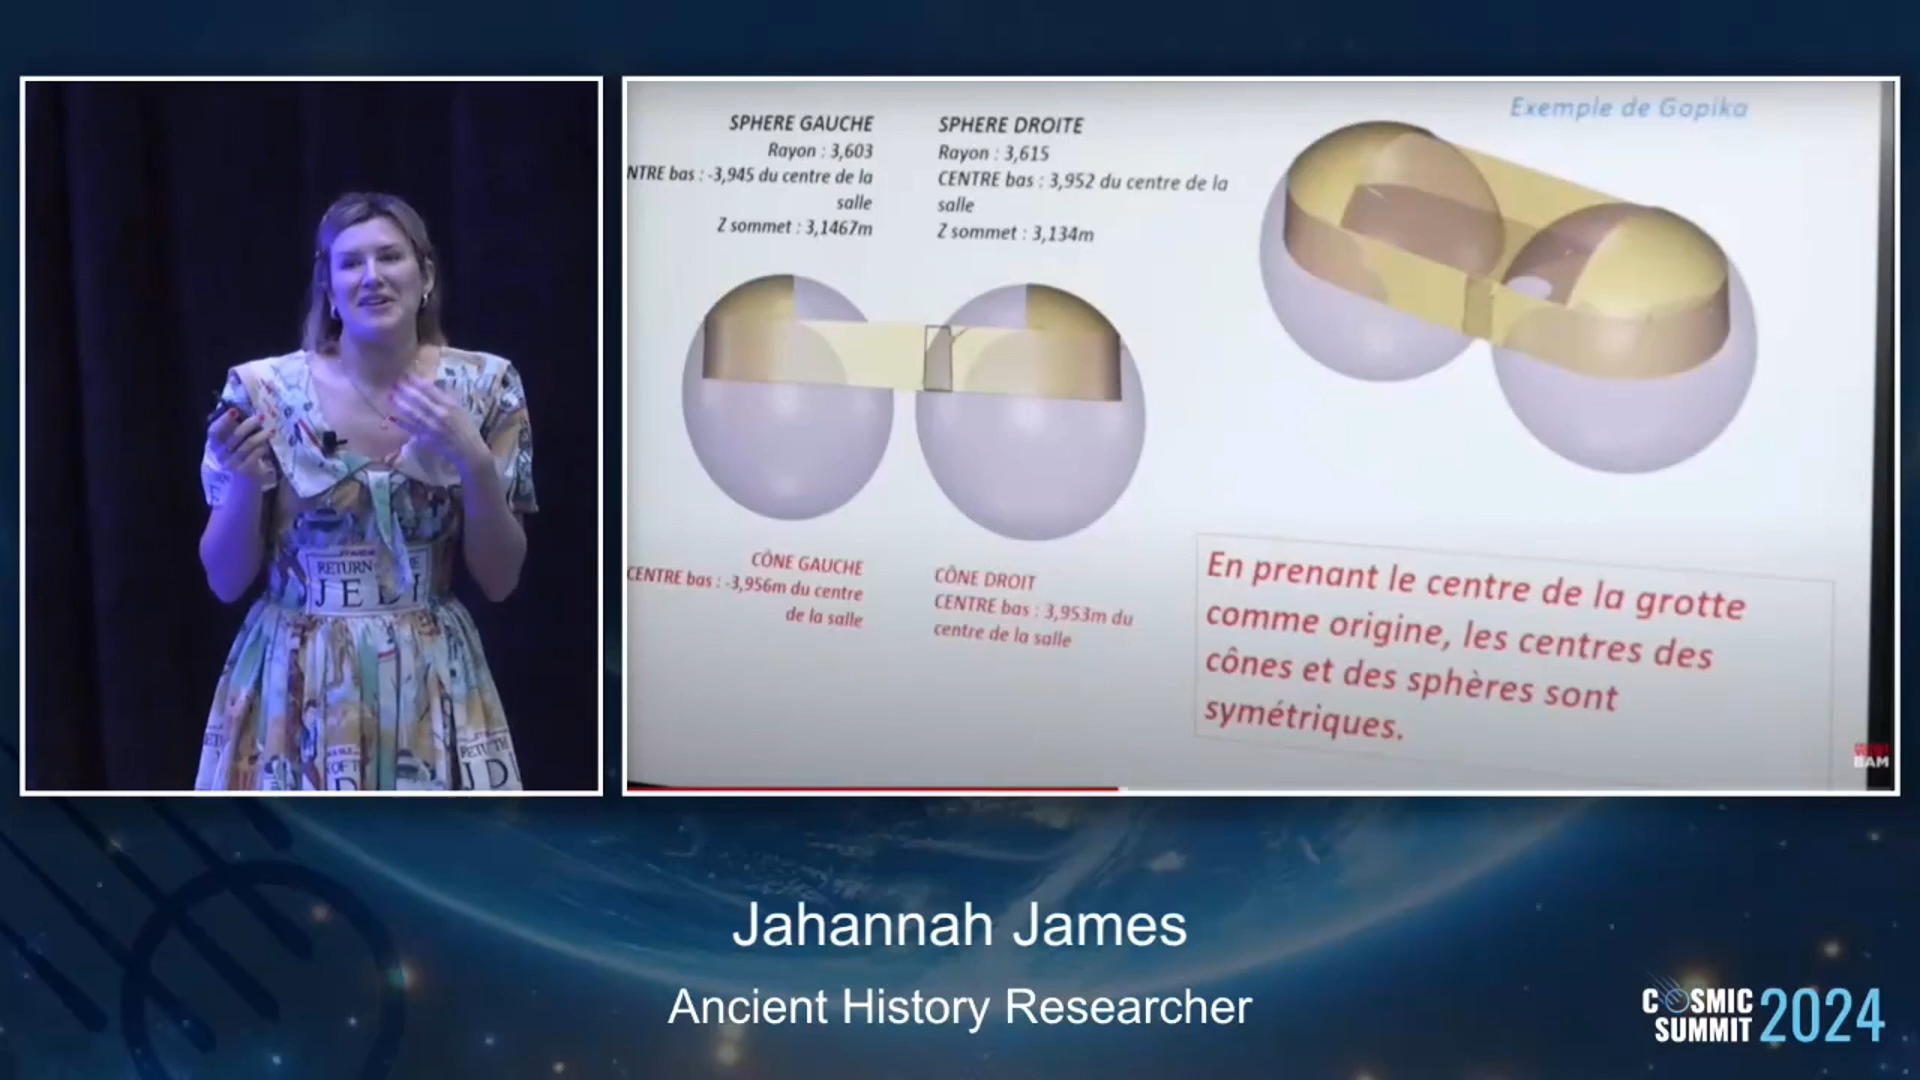 RETURN
JEDI
Exemple de Gopika
SPHERE GAUCHE
Rayon : 3,603
NTRE bas : -3,945 du centre de la
salle
Z sommet : 3,1467m
SPHERE DROITE
Rayon : 3,615
CENTRE bas : 3,952 du centre de la
salle
Z sommet : 3,134m
CÔNE GAUCHE
CENTRE bas : -3,956m du centre
de la salle
CÔNE DROIT
CENTRE bas : 3,953m du
centre de la salle
En prenant le centre de la grotte
comme origine, les centres des
cônes et des sphères sont
symétriques.
BAM
Jahannah James
Ancient History Researcher
COSMIC
SUMMIT 2024